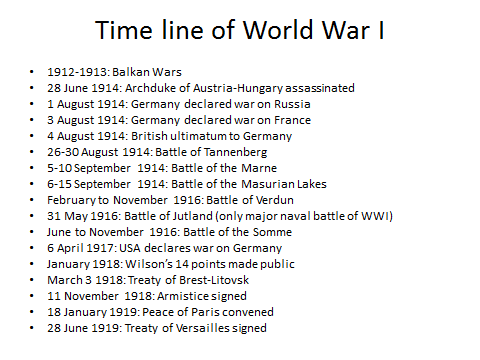 Time line of World War I
• 1912-1913: Balkan Wars
• 28 June 1914: Archduke of Austria-Hungary assassinated
• 1 August 1914: Germany declared war on Russia
• 3 August 1914: Germany declared war on France
• 4 August 1914: British ultimatum to Germany
• 26-30 August 1914: Battle of Tannenberg
• 5-10 September 1914: Battle of the Marne
• 6-15 September 1914: Battle of the Masurian Lakes
• February to November 1916: Battle of Verdun
• 31 May 1916: Battle of Jutland (only major naval battle of WWI)
• June to November 1916: Battle of the Somme
• 6 April 1917: USA declares war on Germany
• January 1918: Wilson's 14 points made public
• March 3 1918: Treaty of Brest-Litovsk
• 11 November 1918: Armistice signed
• 18 January 1919: Peace of Paris convened
• 28 June 1919: Treaty of Versailles signed